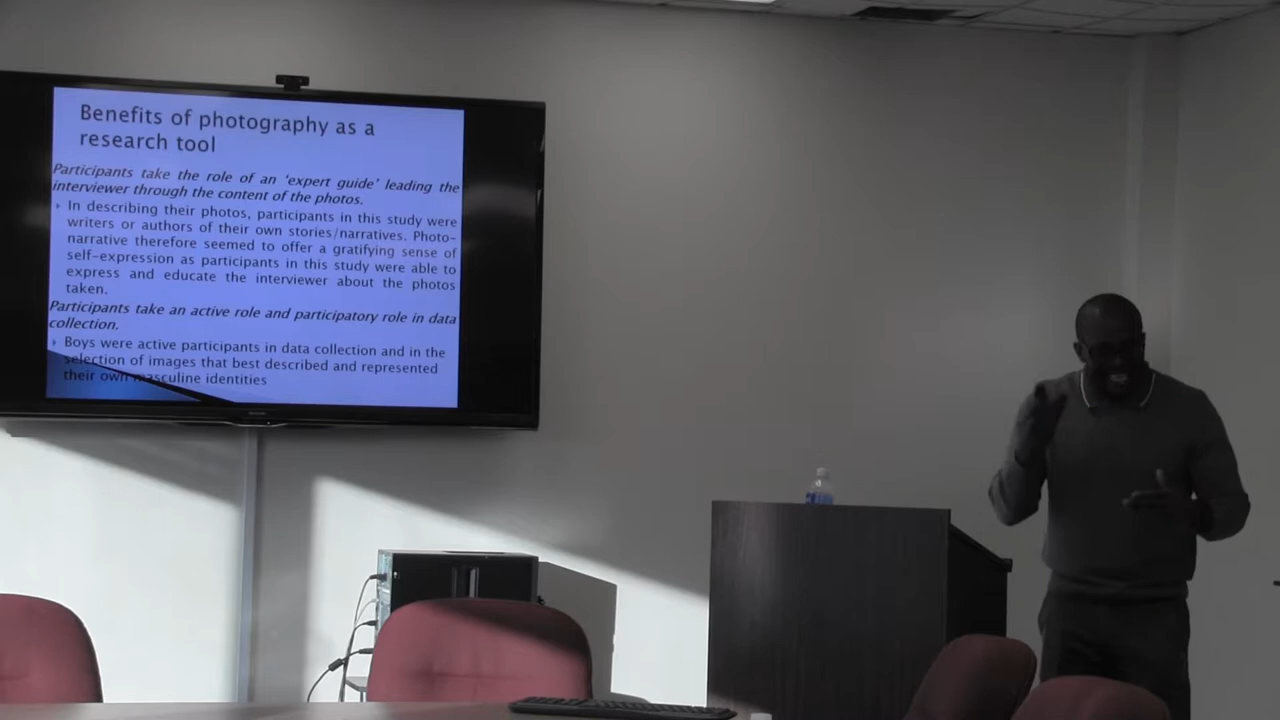 Benefits of photography as a
research tool
Participants take the role of an ‘expert guide’ leading the
interviewer through the content of the photos.
In describing their photos, participants in this study were
writers or authors of their own stories/narratives. Photo-
narrative therefore seemed to offer a gratifying sense of
self-expression as participants in this study were able to
express and educate the interviewer about the photos
taken.
Participants take an active role and participatory role in data
collection.
Boys were active participants in data collection and in the
selection of images that best described and represented
their own masculine identities